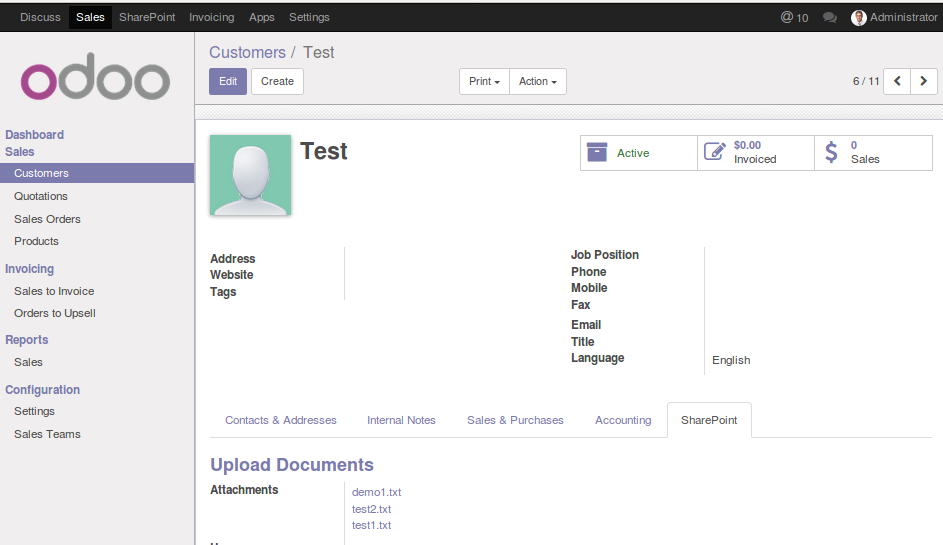 Discuss Sales SharePoint Invoicing Apps Settings @ 10 Administrator
odoo
Customers / Test
Edit Create Print Action 6 / 11
Dashboard
Sales
Customers
Quotations
Sales Orders
Products
Invoicing
Sales to Invoice
Orders to Upsell
Reports
Sales
Configuration
Settings
Sales Teams
Test
Active
$0.00
Invoiced
$ 0
Sales
Address
Website
Tags
Job Position
Phone
Mobile
Fax
Email
Title
Language English
Contacts & Addresses Internal Notes Sales & Purchases Accounting SharePoint
Upload Documents
Attachments demo1.txt
test2.txt
test1.txt